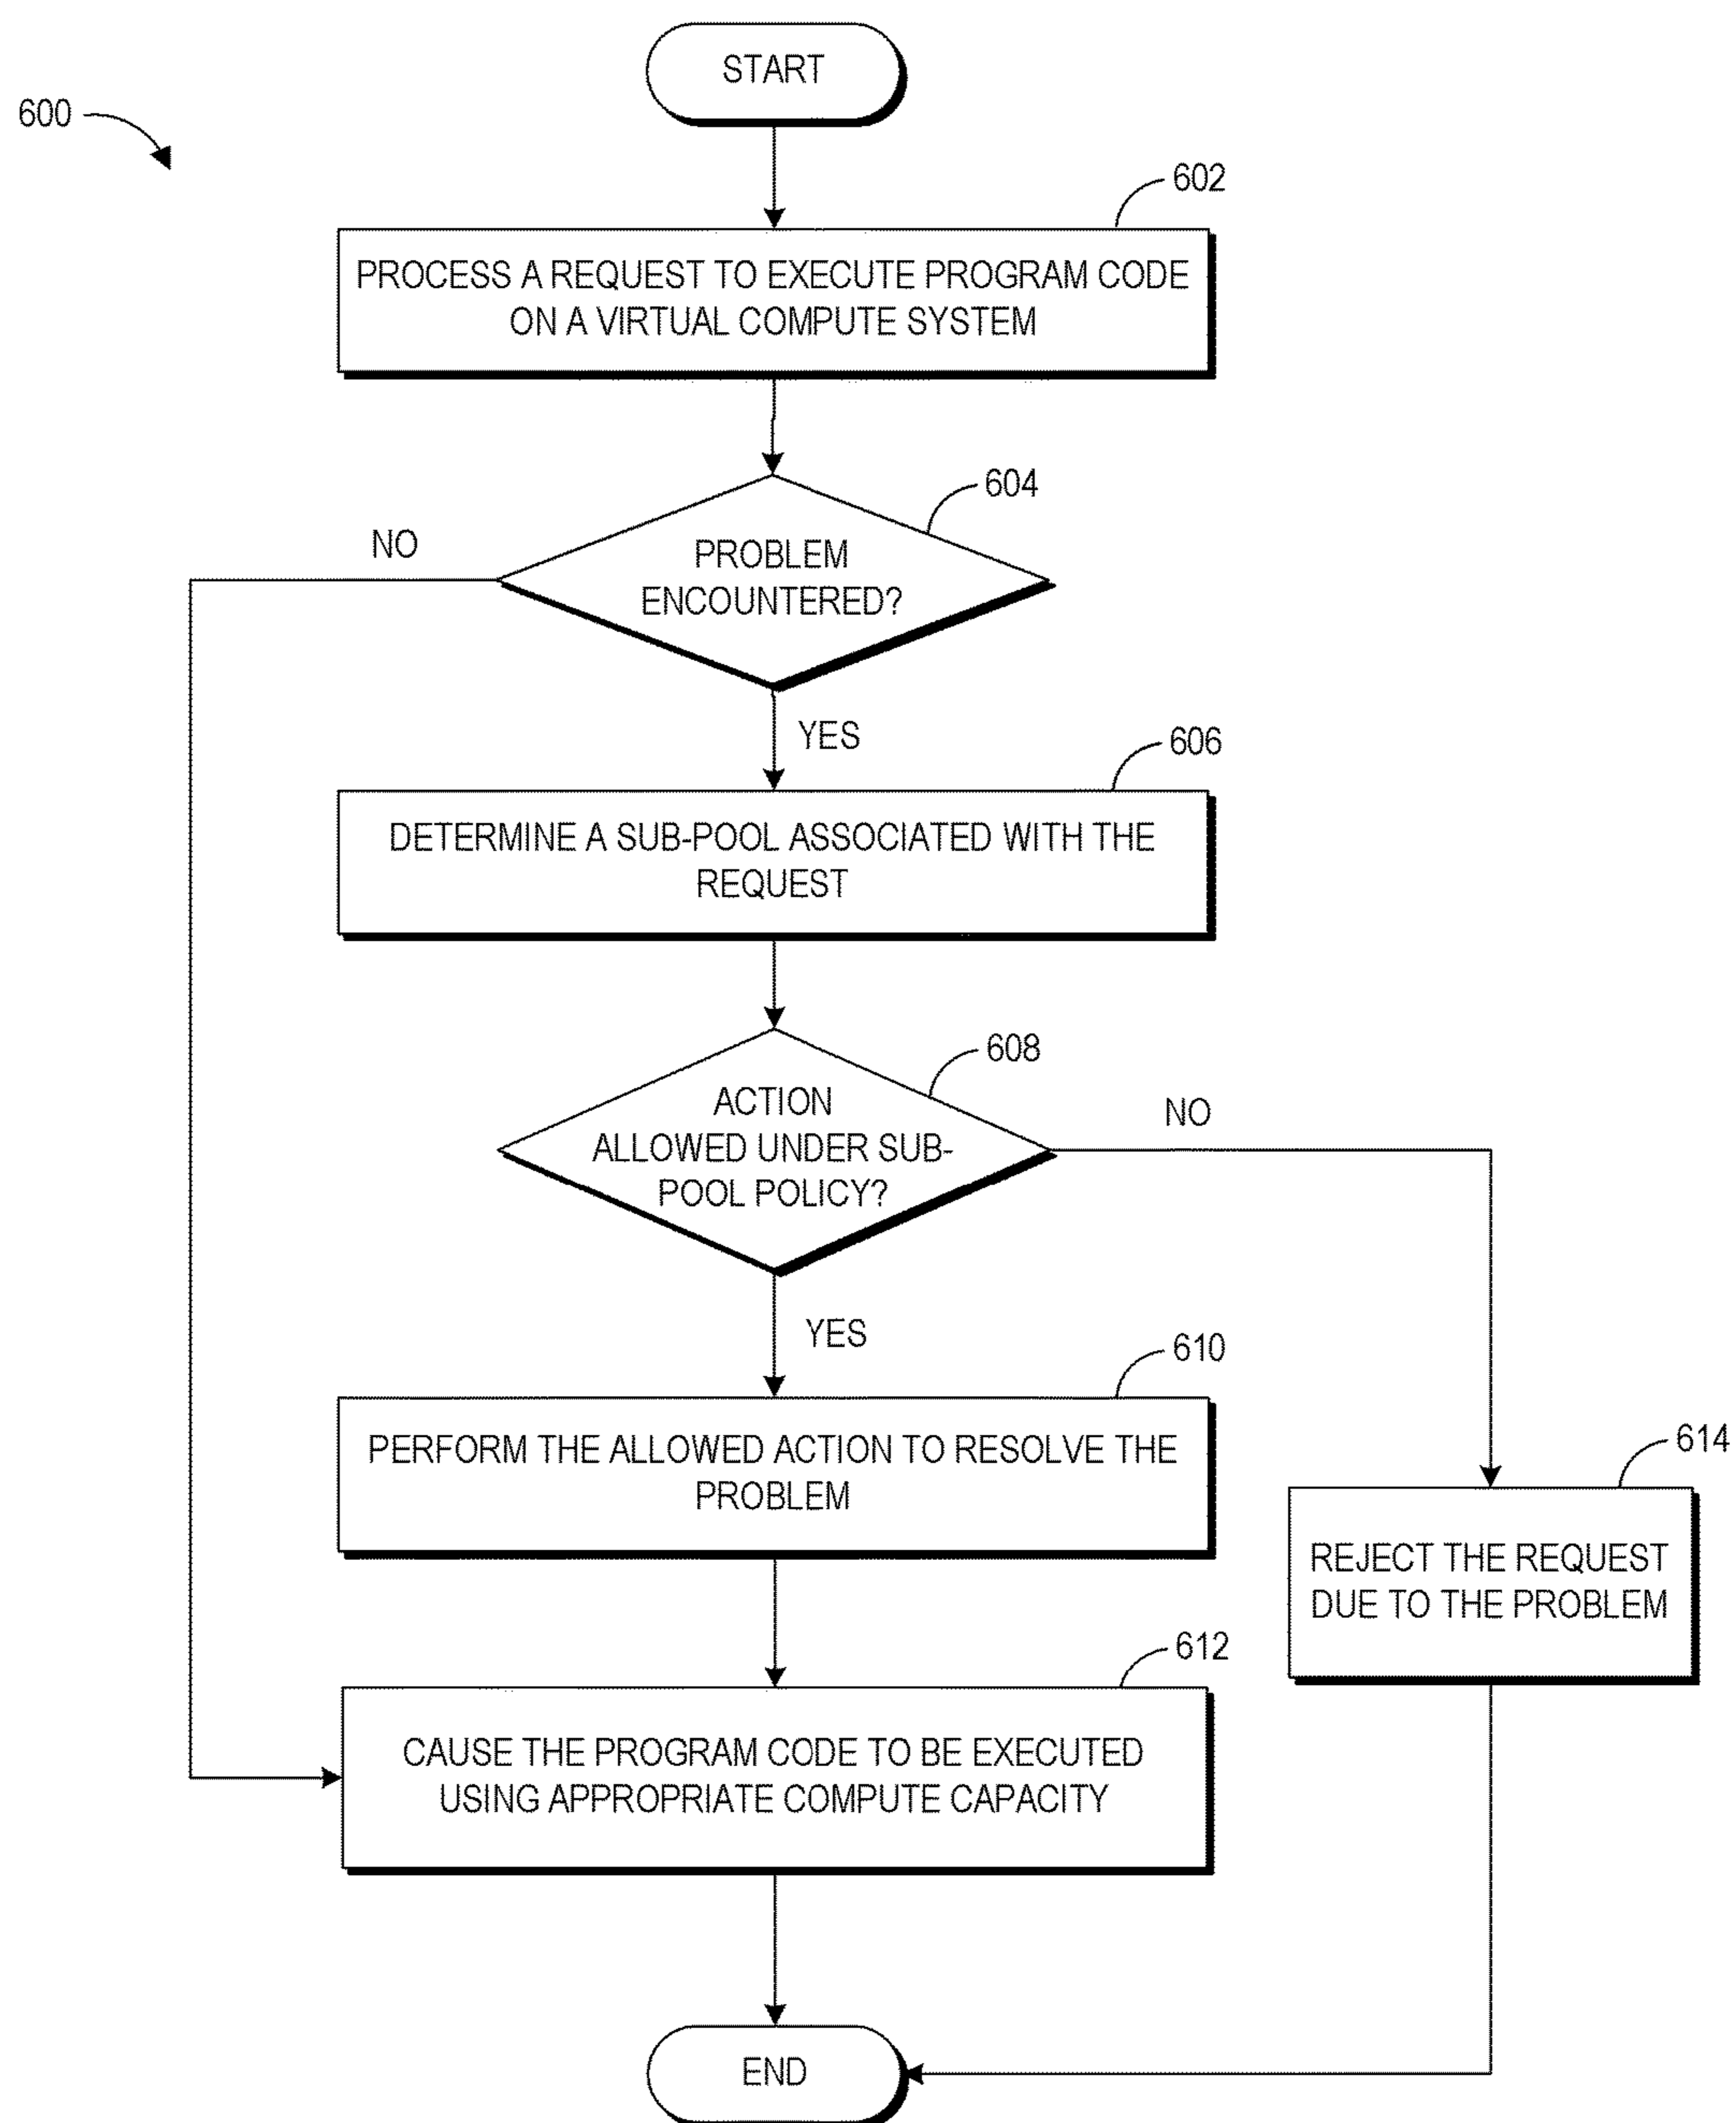 START
600
602
PROCESS A REQUEST TO EXECUTE PROGRAM CODE
ON A VIRTUAL COMPUTE SYSTEM
604
NO
PROBLEM
ENCOUNTERED?
YES
606
DETERMINE A SUB-POOL ASSOCIATED WITH THE
REQUEST
608
ACTION
ALLOWED UNDER SUB-
POOL POLICY?
NO
YES
610
PERFORM THE ALLOWED ACTION TO RESOLVE THE
PROBLEM
614
REJECT THE REQUEST
DUE TO THE PROBLEM
612
CAUSE THE PROGRAM CODE TO BE EXECUTED
USING APPROPRIATE COMPUTE CAPACITY
END